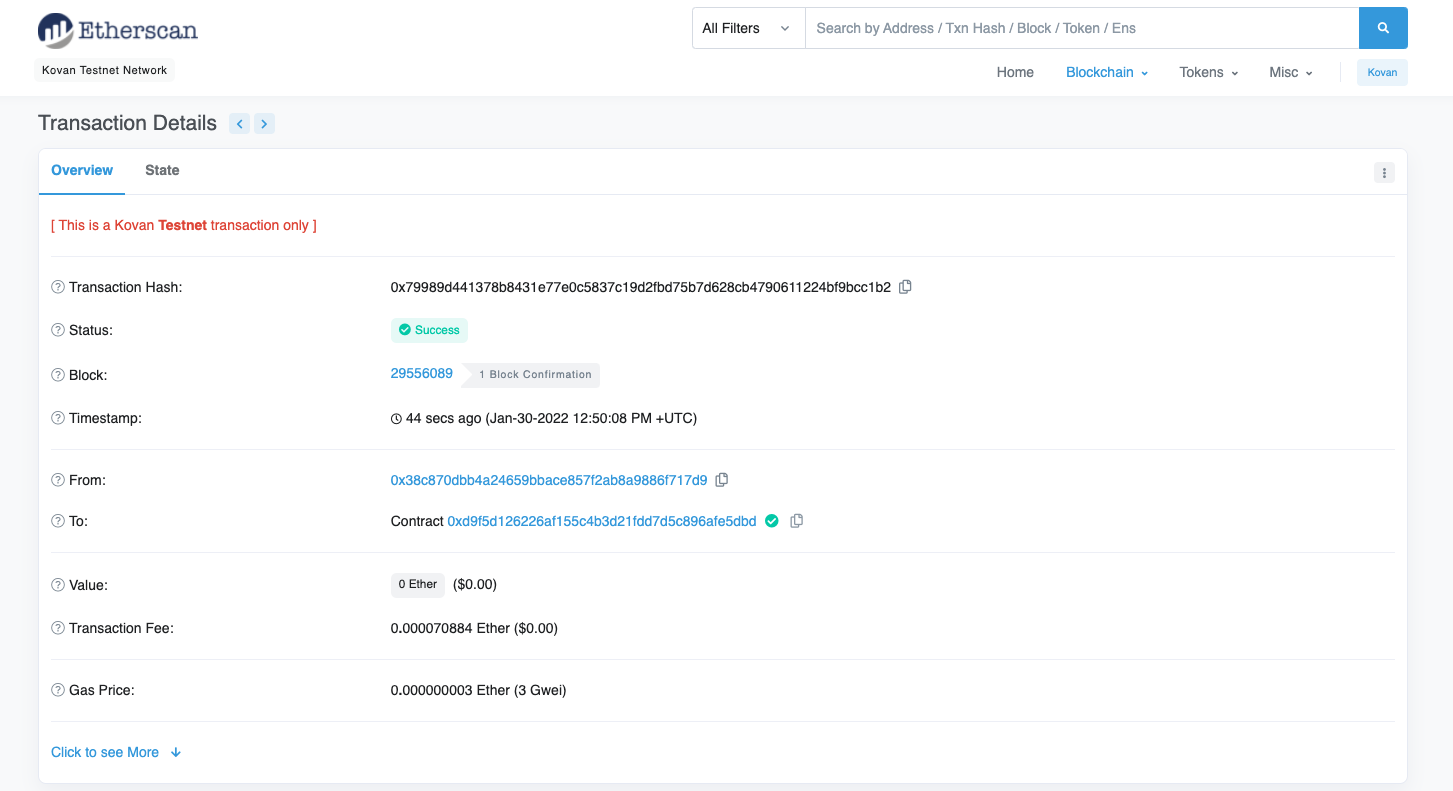 Etherscan
All Filters
Search by Address / Txn Hash / Block / Token / Ens
Kovan Testnet Network
Home Blockchain Tokens Misc Kovan
Transaction Details
Overview State
[ This is a Kovan Testnet transaction only ]
Transaction Hash: 0x79989d441378b8431e77e0c5837c19d2fbd75b7d628cb4790611224bf9bcc1b2
Status: Success
Block: 29556089 1 Block Confirmation
Timestamp: 44 secs ago (Jan-30-2022 12:50:08 PM +UTC)
From: 0x38c870dbb4a24659bbace857f2ab8a9886f717d9
To: Contract 0xd9f5d126226af155c4b3d21fdd7d5c896afe5dbd
Value: 0 Ether ($0.00)
Transaction Fee: 0.000070884 Ether ($0.00)
Gas Price: 0.000000003 Ether (3 Gwei)
Click to see More